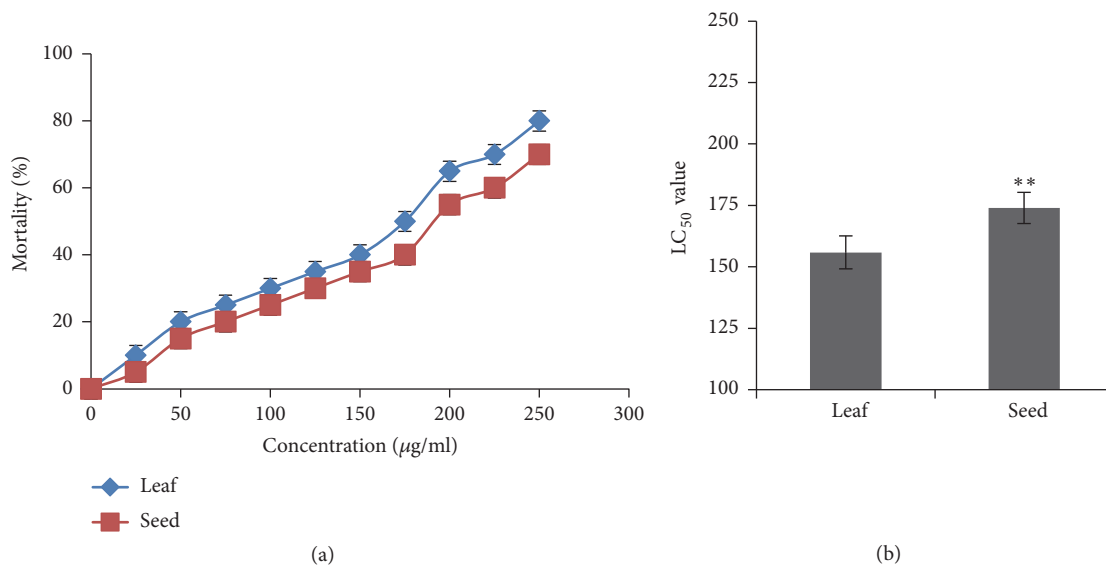 100
80
60
40
20
0
Mortality (%)
0 50 100 150 200 250 300
Concentration (μg/ml)
Leaf
Seed
(a)
250
225
200
175
150
125
100
LC50 value
**
Leaf Seed
(b)